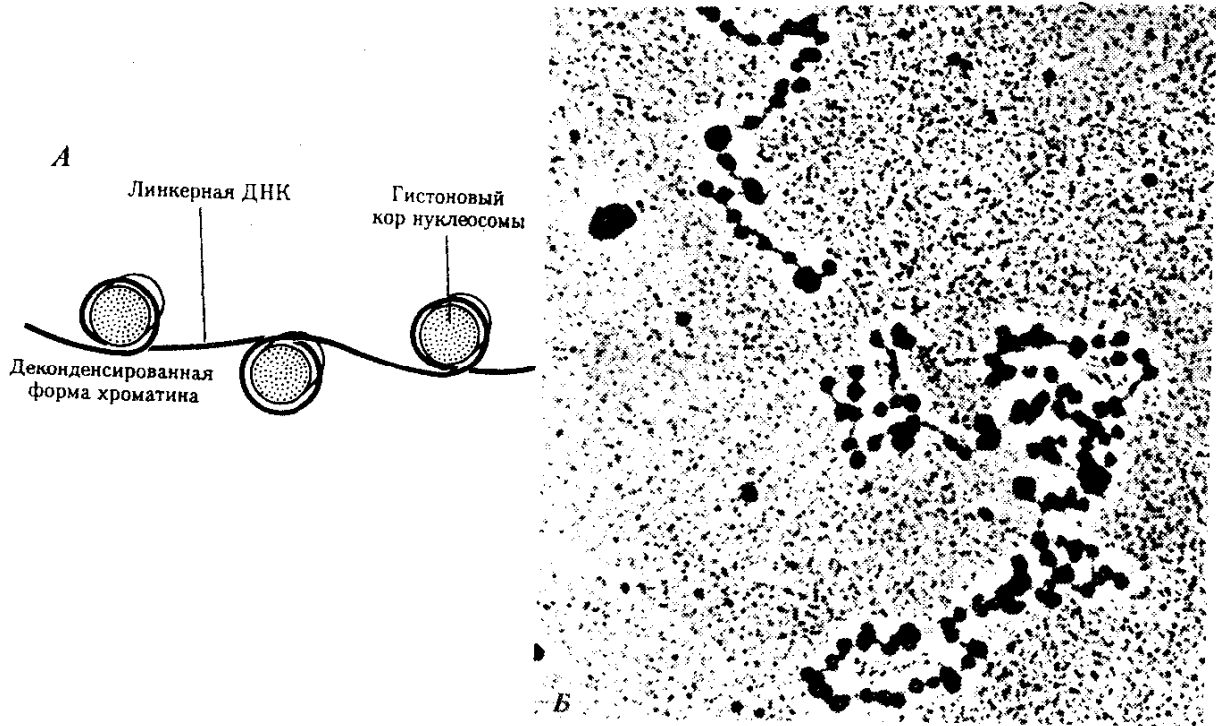 А
Линкерная ДНК
Гистоновый
кор нуклеосомы
Деконденсированная
форма хроматина
Б